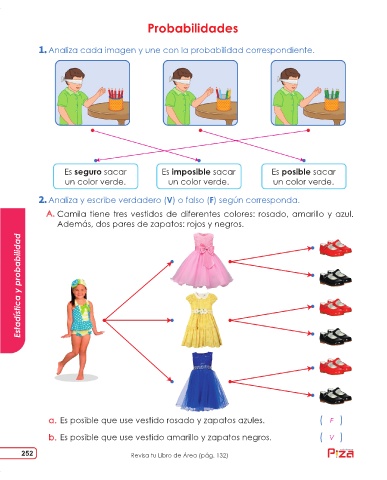 Probabilidades
1. Analiza cada imagen y une con la probabilidad correspondiente.
Es seguro sacar
un color verde.
Es imposible sacar
un color verde.
Es posible sacar
un color verde.
2. Analiza y escribe verdadero (V) o falso (F) según corresponda.
A. Camila tiene tres vestidos de diferentes colores: rosado, amarillo y azul.
Además, dos pares de zapatos: rojos y negros.
Estadística y probabilidad
a. Es posible que use vestido rosado y zapatos azules. ( F )
b. Es posible que use vestido amarillo y zapatos negros. ( V )
252
Revisa tu Libro de Área (pág. 132)
Piza